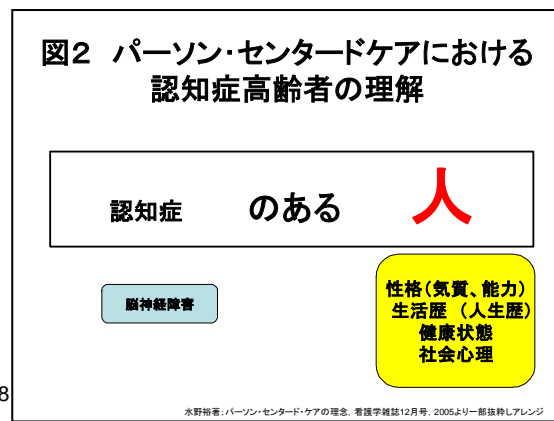 図2　パーソン・センタードケアにおける
認知症高齢者の理解
認知症　のある　人
脳神経障害
性格（気質、能力）
生活歴　（人生歴）
健康状態
社会心理
8
水野裕著：パーソン・センタード・ケアの理念，看護学雑誌12月号，2005より一部抜粋しアレンジ